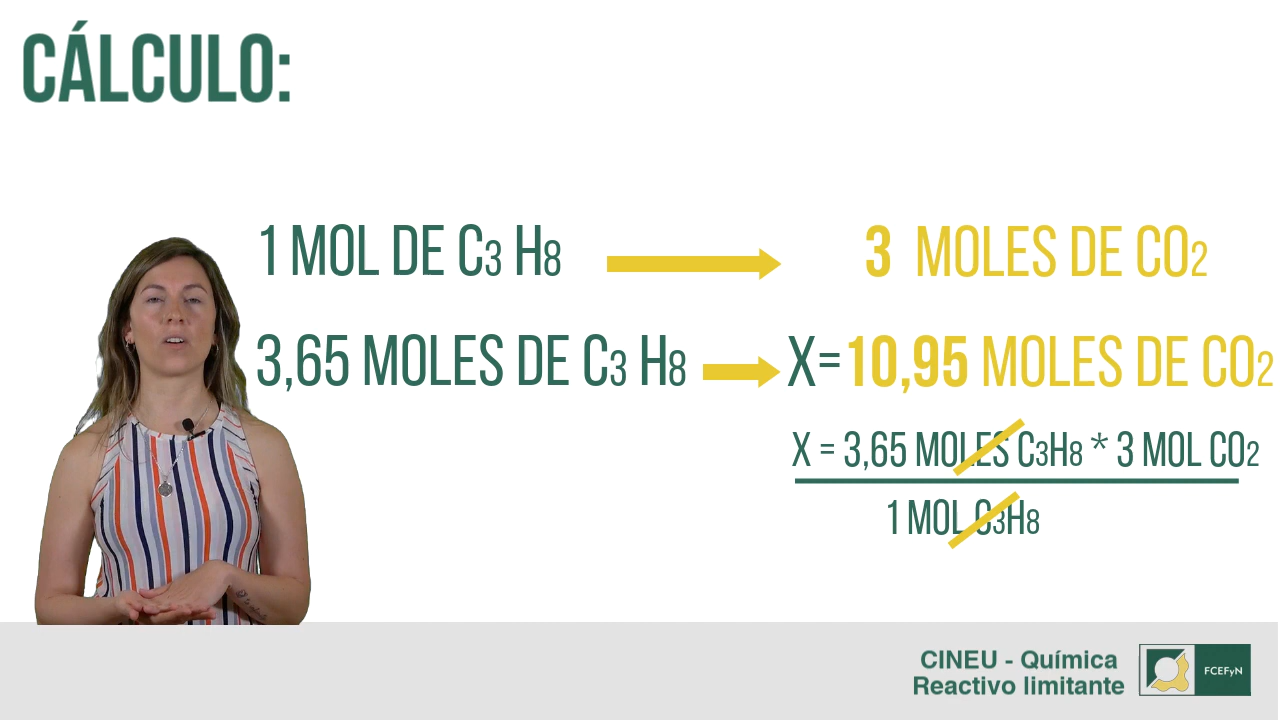 CÁLCULO:
1 MOL DE C3 H8 3 MOLES DE CO2
3,65 MOLES DE C3 H8 X=10,95 MOLES DE CO2
X = 3,65 MOLES C3H8 * 3 MOL CO2
1 MOL C3H8
CINEU - Química
Reactivo limitante
FCEFyN